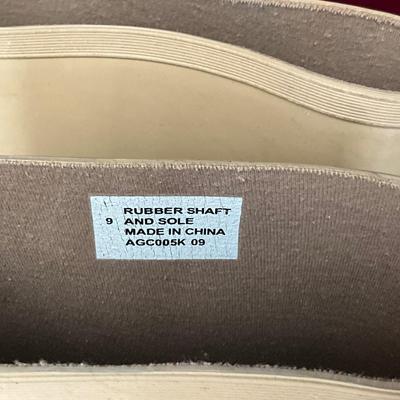 RUBBER SHAFT
9 AND SOLE
MADE IN CHINA
AGC005K 09